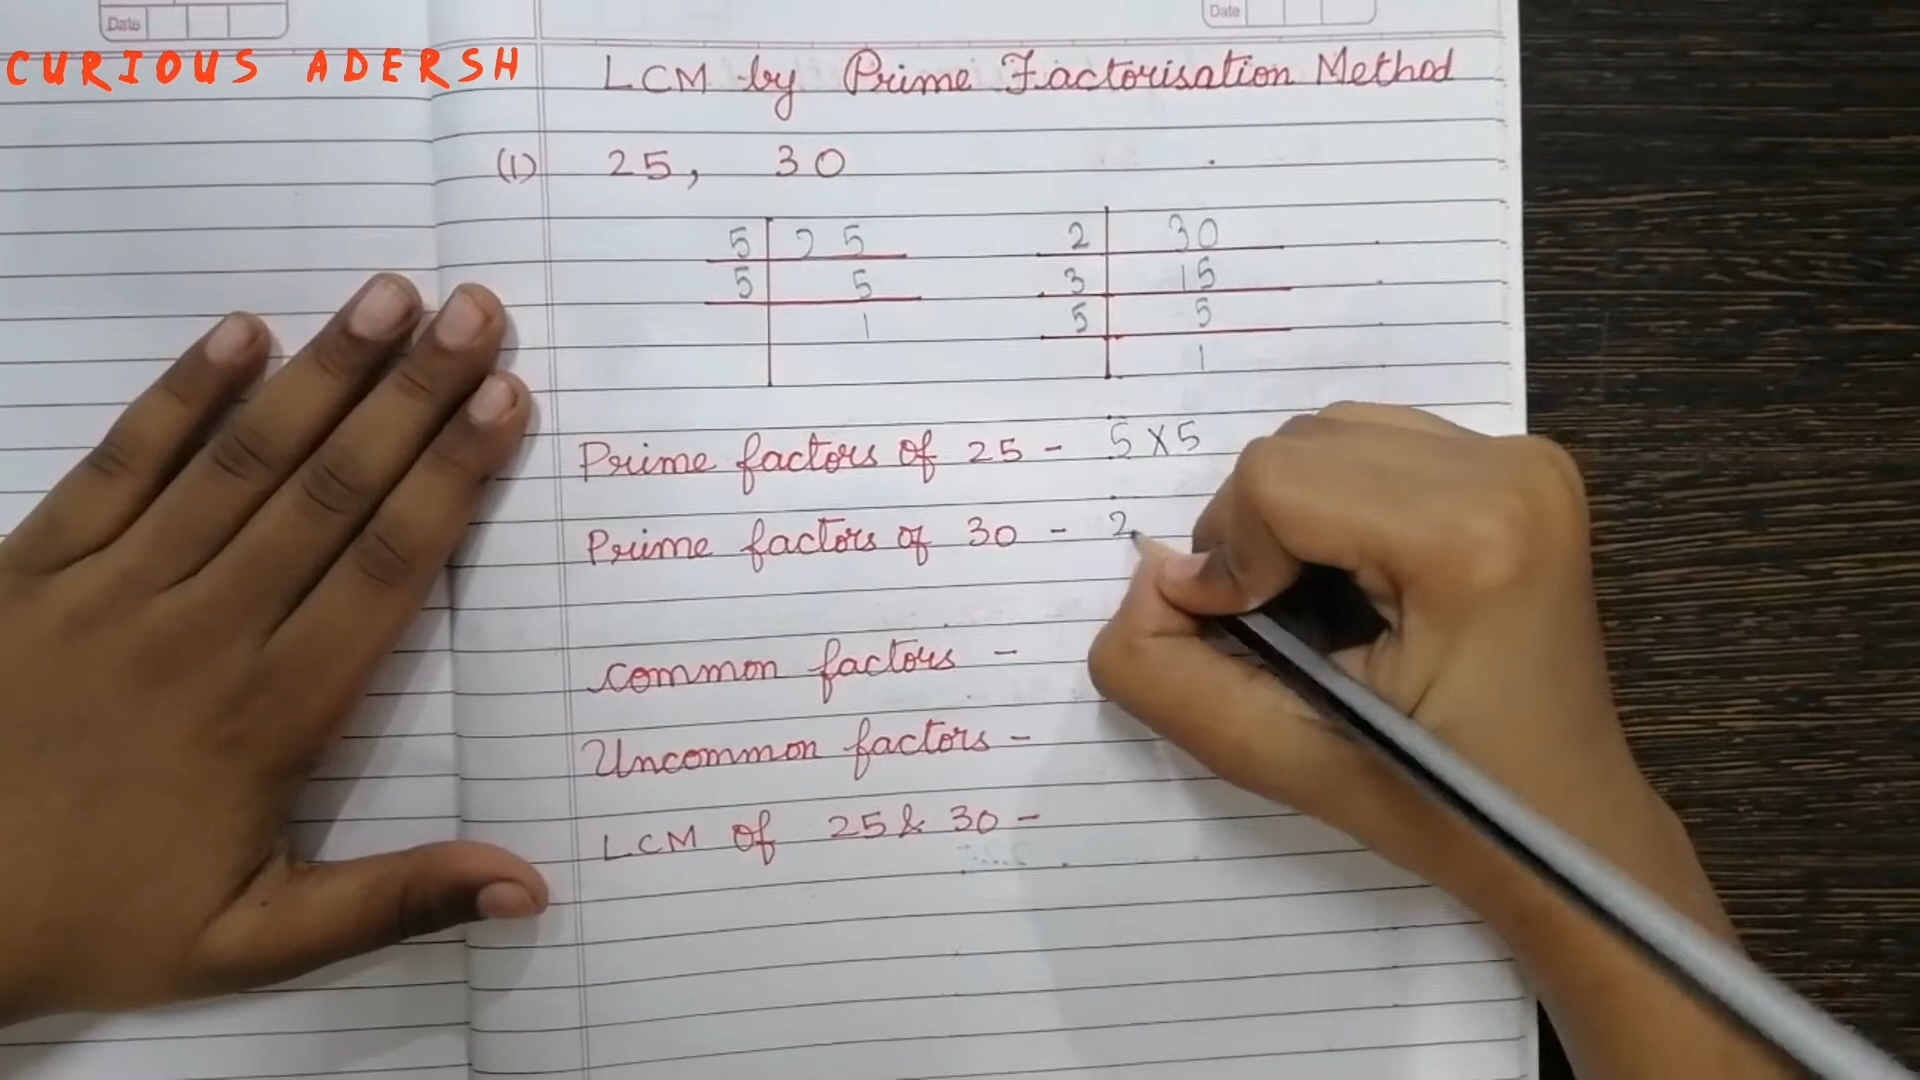 Date
Date
CURIOUS ADERSH
LCM by Prime Factorisation Method
(1) 25, 30
5 25
5 5
1
2 30
3 15
5 5
1
Prime factors of 25 - 5 x 5
Prime factors of 30 - 2
Common factors -
Uncommon factors -
LCM of 25 & 30 -